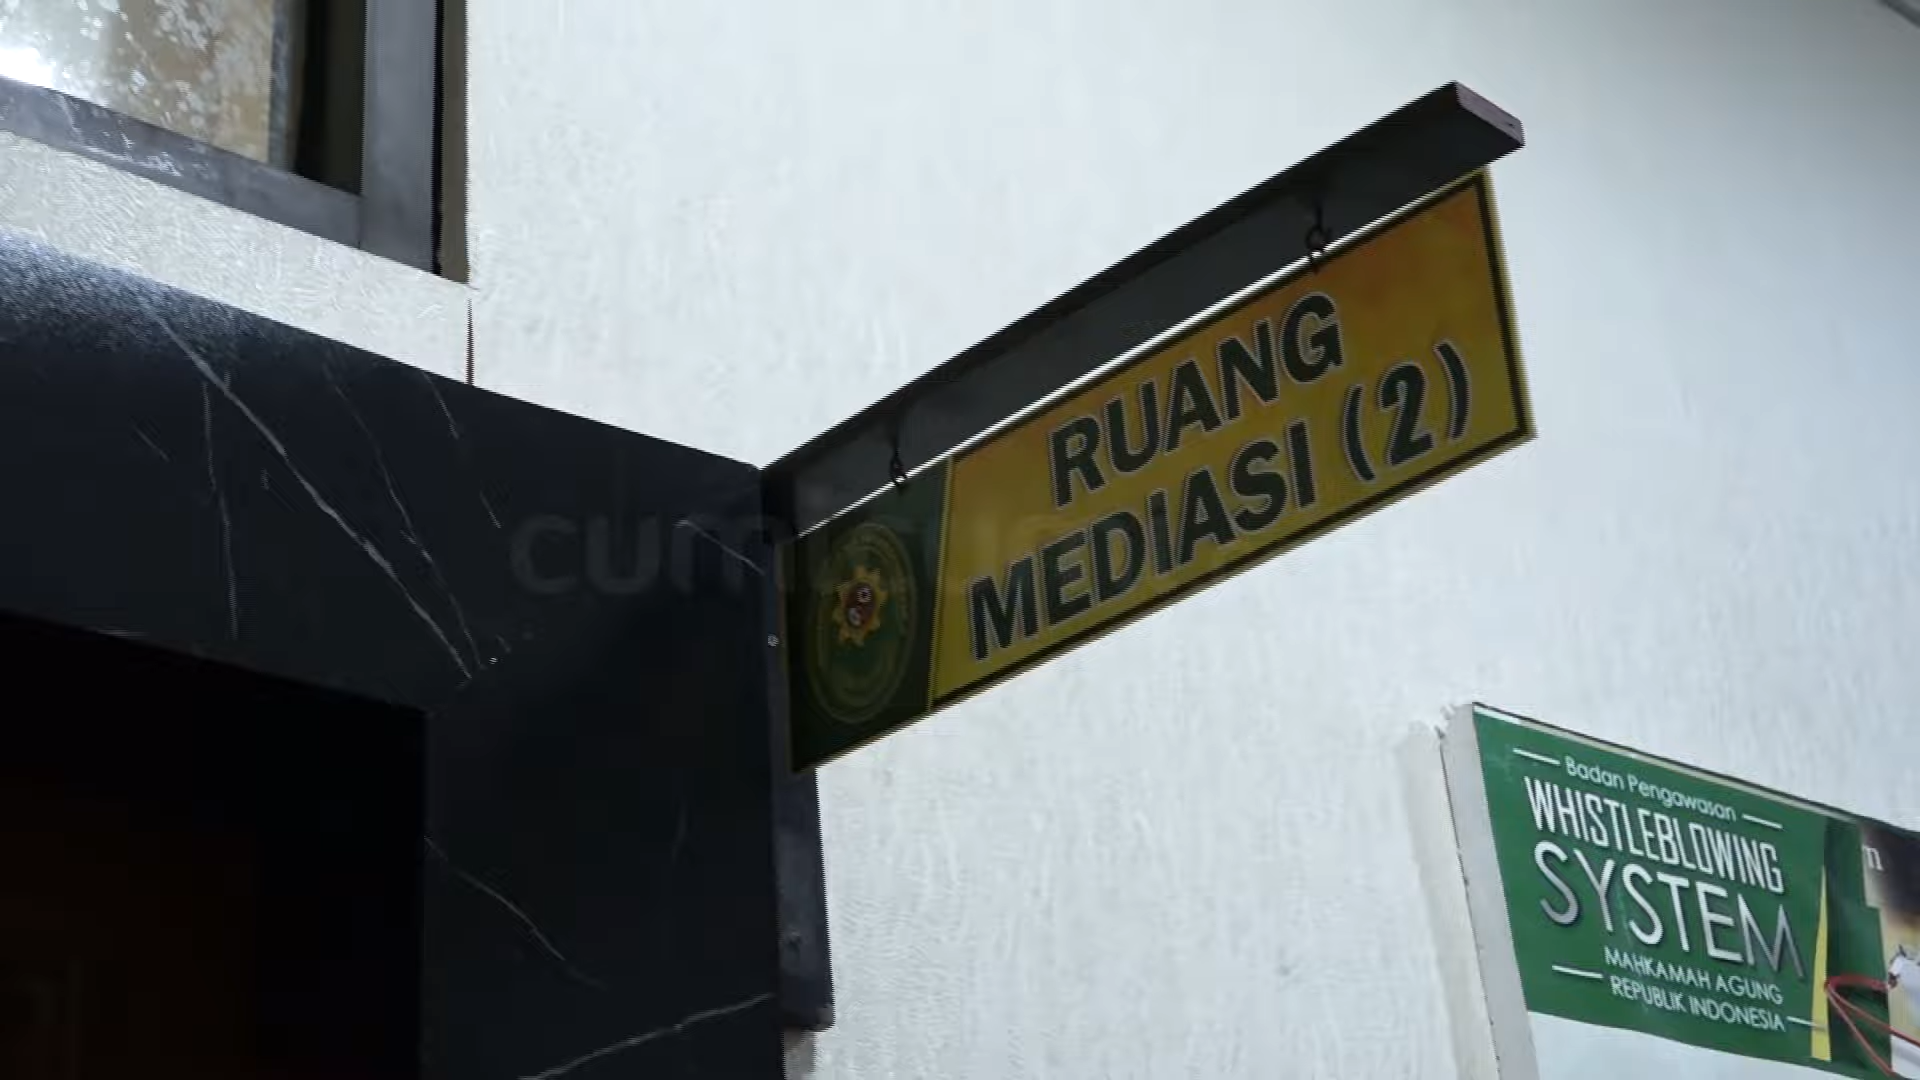 RUANG
MEDIASI (2)
Badan Pengawasan
WHISTLEBLOWING
SYSTEM
MAHKAMAH AGUNG
REPUBLIK INDONESIA